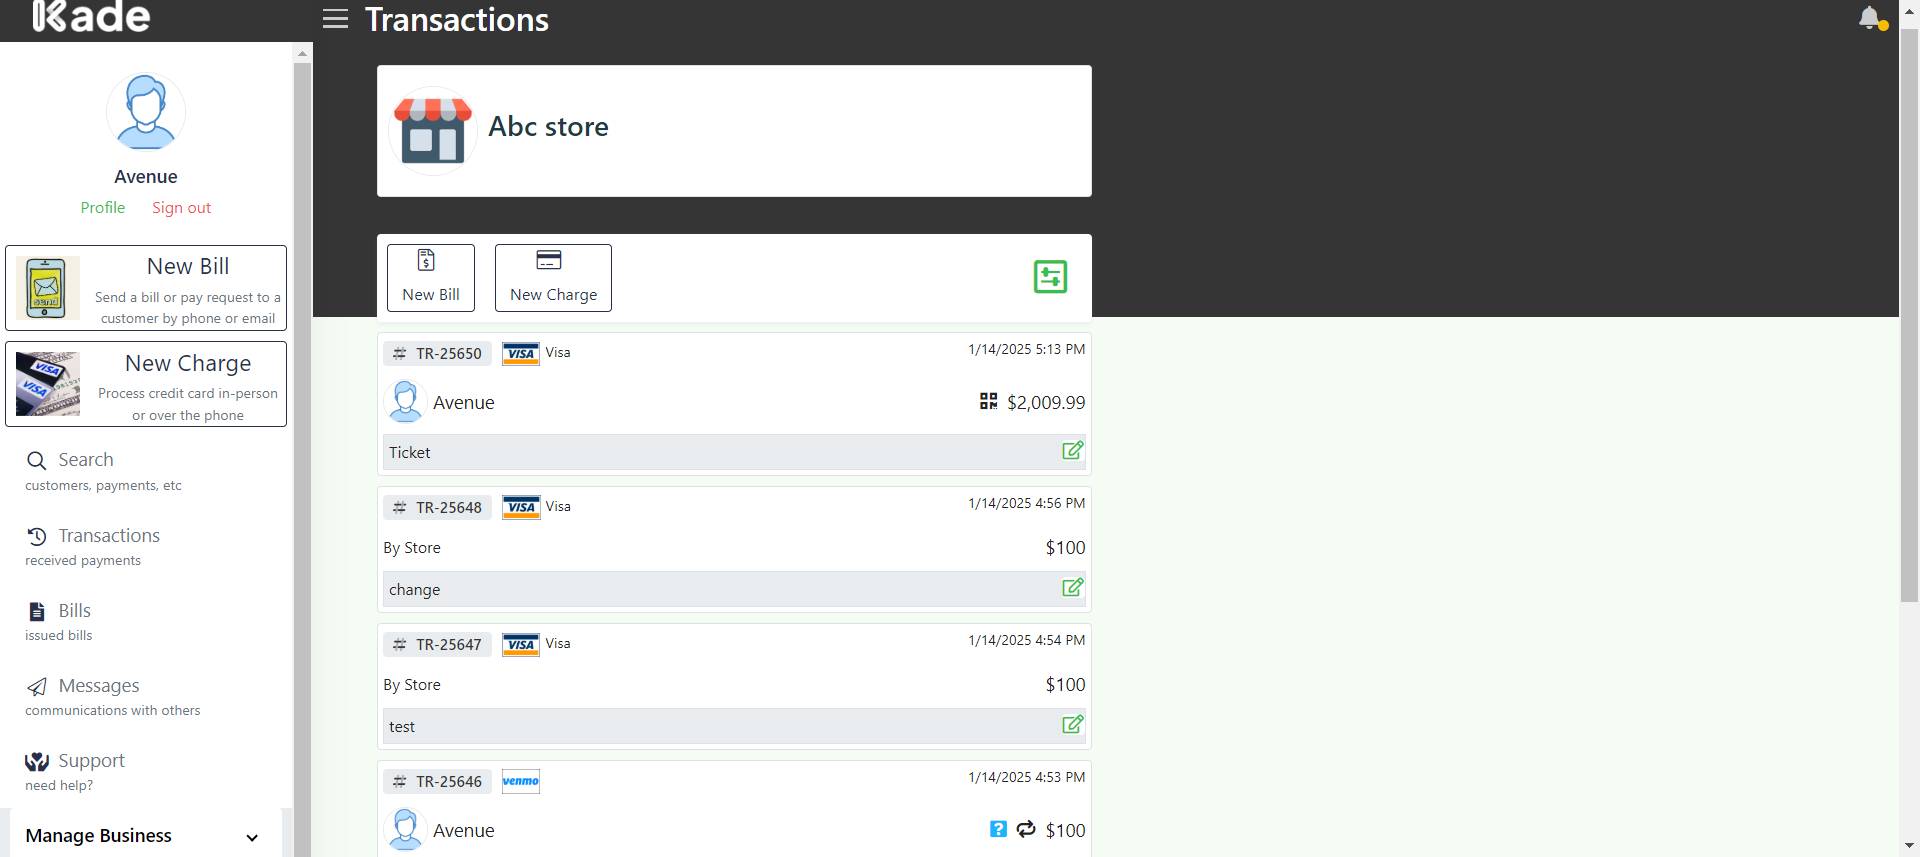 Kade
Transactions
Avenue
Profile
Sign out
New Bill
Send a bill or pay request to a
customer by phone or email
New Charge
Process credit card in-person
or over the phone
Search
customers, payments, etc
Transactions
received payments
Bills
issued bills
Messages
communications with others
Support
need help?
Manage Business
Abc store
New Bill
New Charge
# TR-25650 VISA Visa 1/14/2025 5:13 PM
Avenue $2,009.99
Ticket
# TR-25648 VISA Visa 1/14/2025 4:56 PM
By Store $100
change
# TR-25647 VISA Visa 1/14/2025 4:54 PM
By Store $100
test
# TR-25646 venmo 1/14/2025 4:53 PM
Avenue ? $100